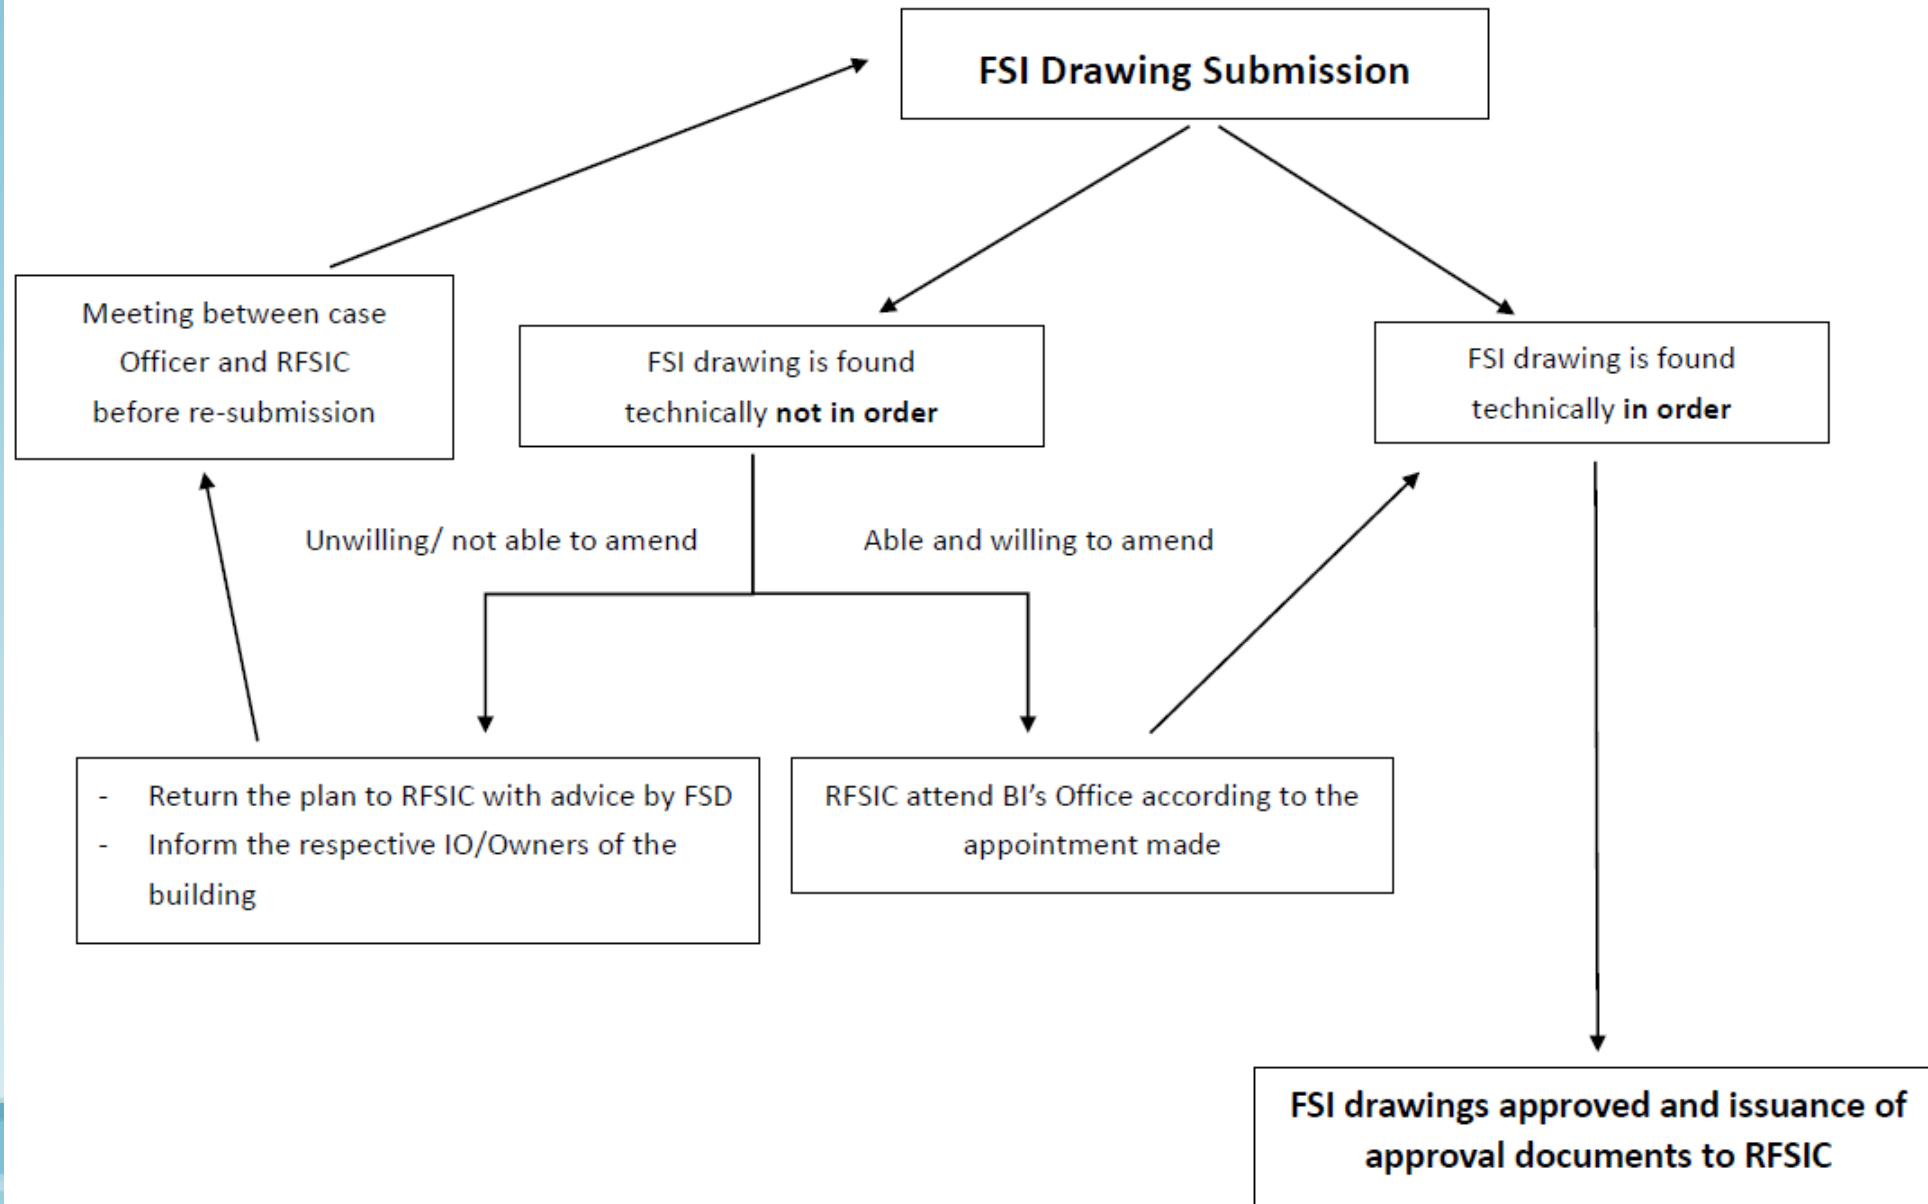 FSI Drawing Submission
Meeting between case
Officer and RFSIC
before re-submission
FSI drawing is found
technically not in order
FSI drawing is found
technically in order
Unwilling/ not able to amend
Able and willing to amend
- Return the plan to RFSIC with advice by FSD
- Inform the respective IO/Owners of the
building
RFSIC attend BI’s Office according to the
appointment made
FSI drawings approved and issuance of
approval documents to RFSIC